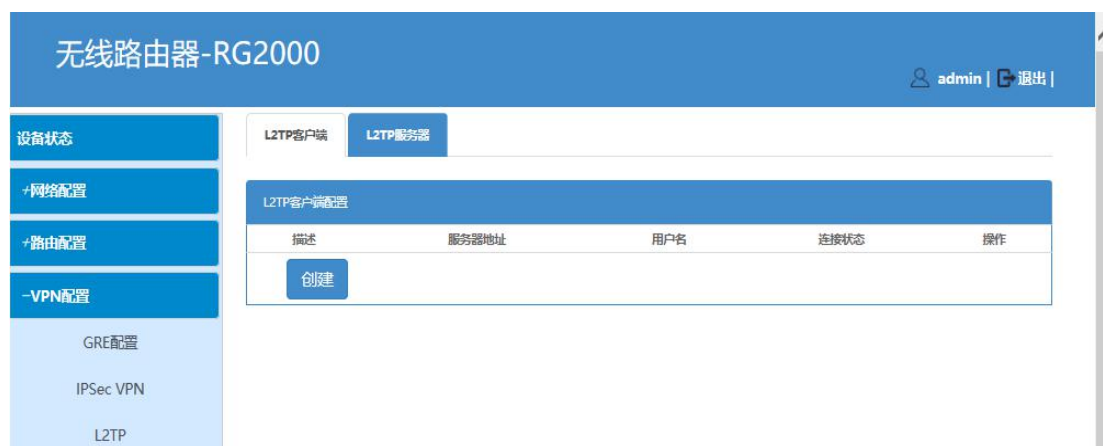 无线路由器-RG2000
admin | 退出 |
设备状态
+网络配置
+路由配置
-VPN配置
GRE配置
IPSec VPN
L2TP
L2TP客户端 L2TP服务器
L2TP客户端配置
描述 服务器地址 用户名 连接状态 操作
创建